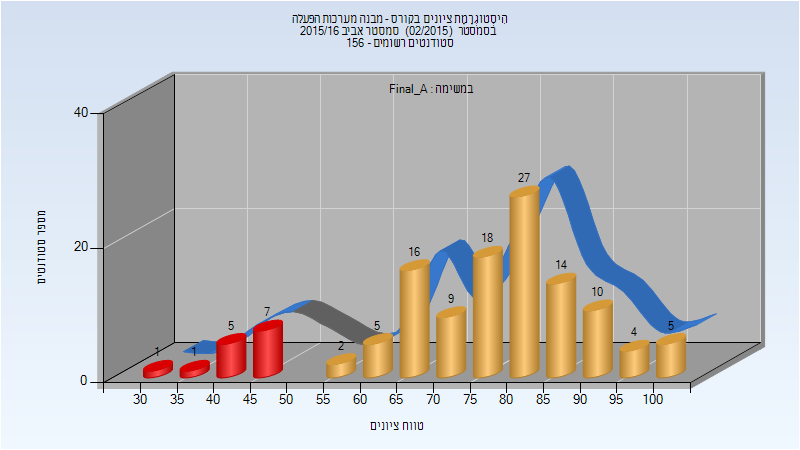 היסטוגרמת ציונים בקורס - מבנה מערכות הפעלה
בסמסטר (02/2015) סמסטר אביב 2015/16
סטודנטים רשומים - 156
במשימה : Final_A
מספר סטודנטים
40
20
0
1
1
5
7
2
5
16
9
18
27
14
10
4
5
30 35 40 45 50 55 60 65 70 75 80 85 90 95 100
טווח ציונים